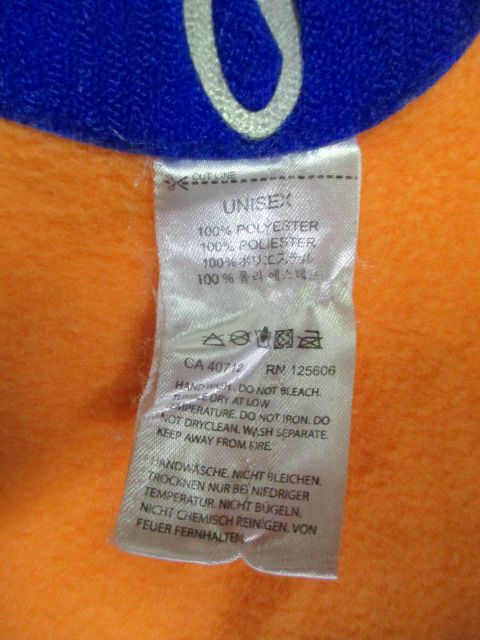 CUT LINE
UNISEX
100% POLYESTER
100% POLIESTER
100%ポリエステル
100% 폴리 에스테르
CA 40712 RN 125606
HAND WASH. DO NOT BLEACH.
TUMBLE DRY AT LOW
TEMPERATURE. DO NOT IRON. DO
NOT DRYCLEAN. WASH SEPARATE.
KEEP AWAY FROM FIRE.
HANDWÄSCHE. NICHT BLEICHEN.
TROCKNEN NUR BEI NIEDRIGER
TEMPERATUR. NICHT BÜGELN.
NICHT CHEMISCH REINIGEN. VON
FEUER FERNHALTEN.